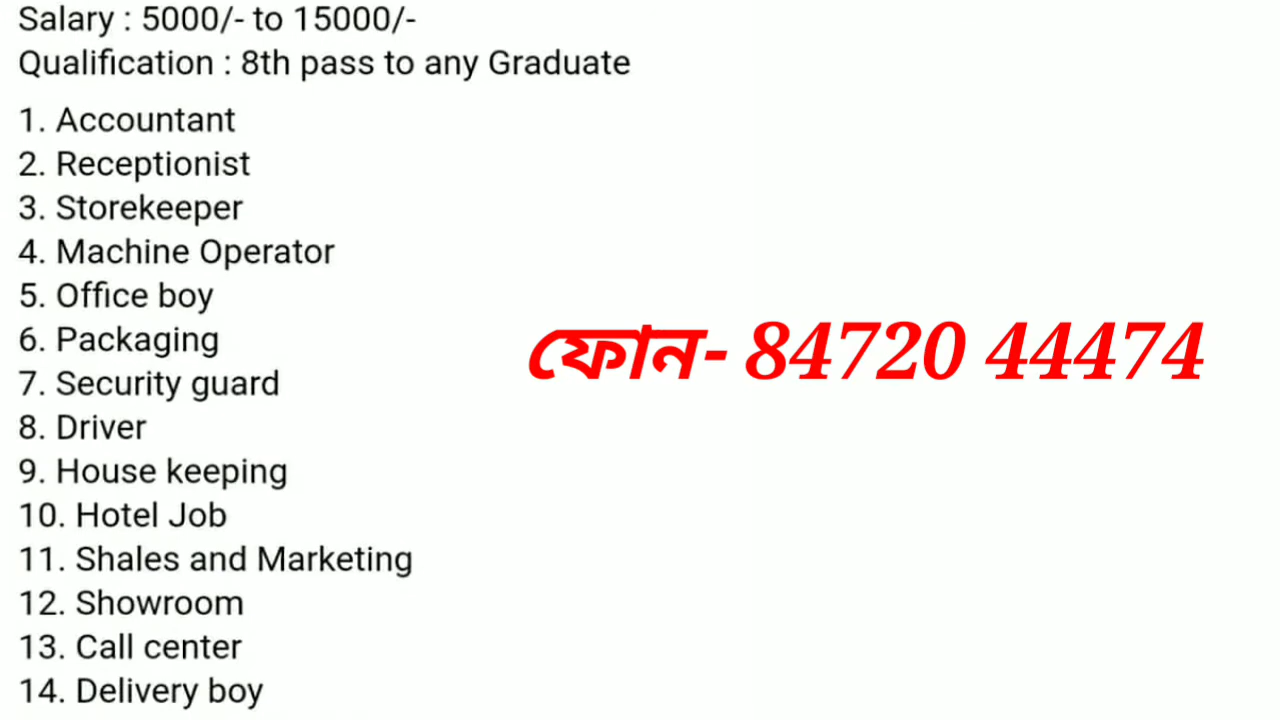 Salary : 5000/- to 15000/-
Qualification : 8th pass to any Graduate
1. Accountant
2. Receptionist
3. Storekeeper
4. Machine Operator
5. Office boy
6. Packaging
7. Security guard
8. Driver
9. House keeping
10. Hotel Job
11. Shales and Marketing
12. Showroom
13. Call center
14. Delivery boy
ফোন- 84720 44474